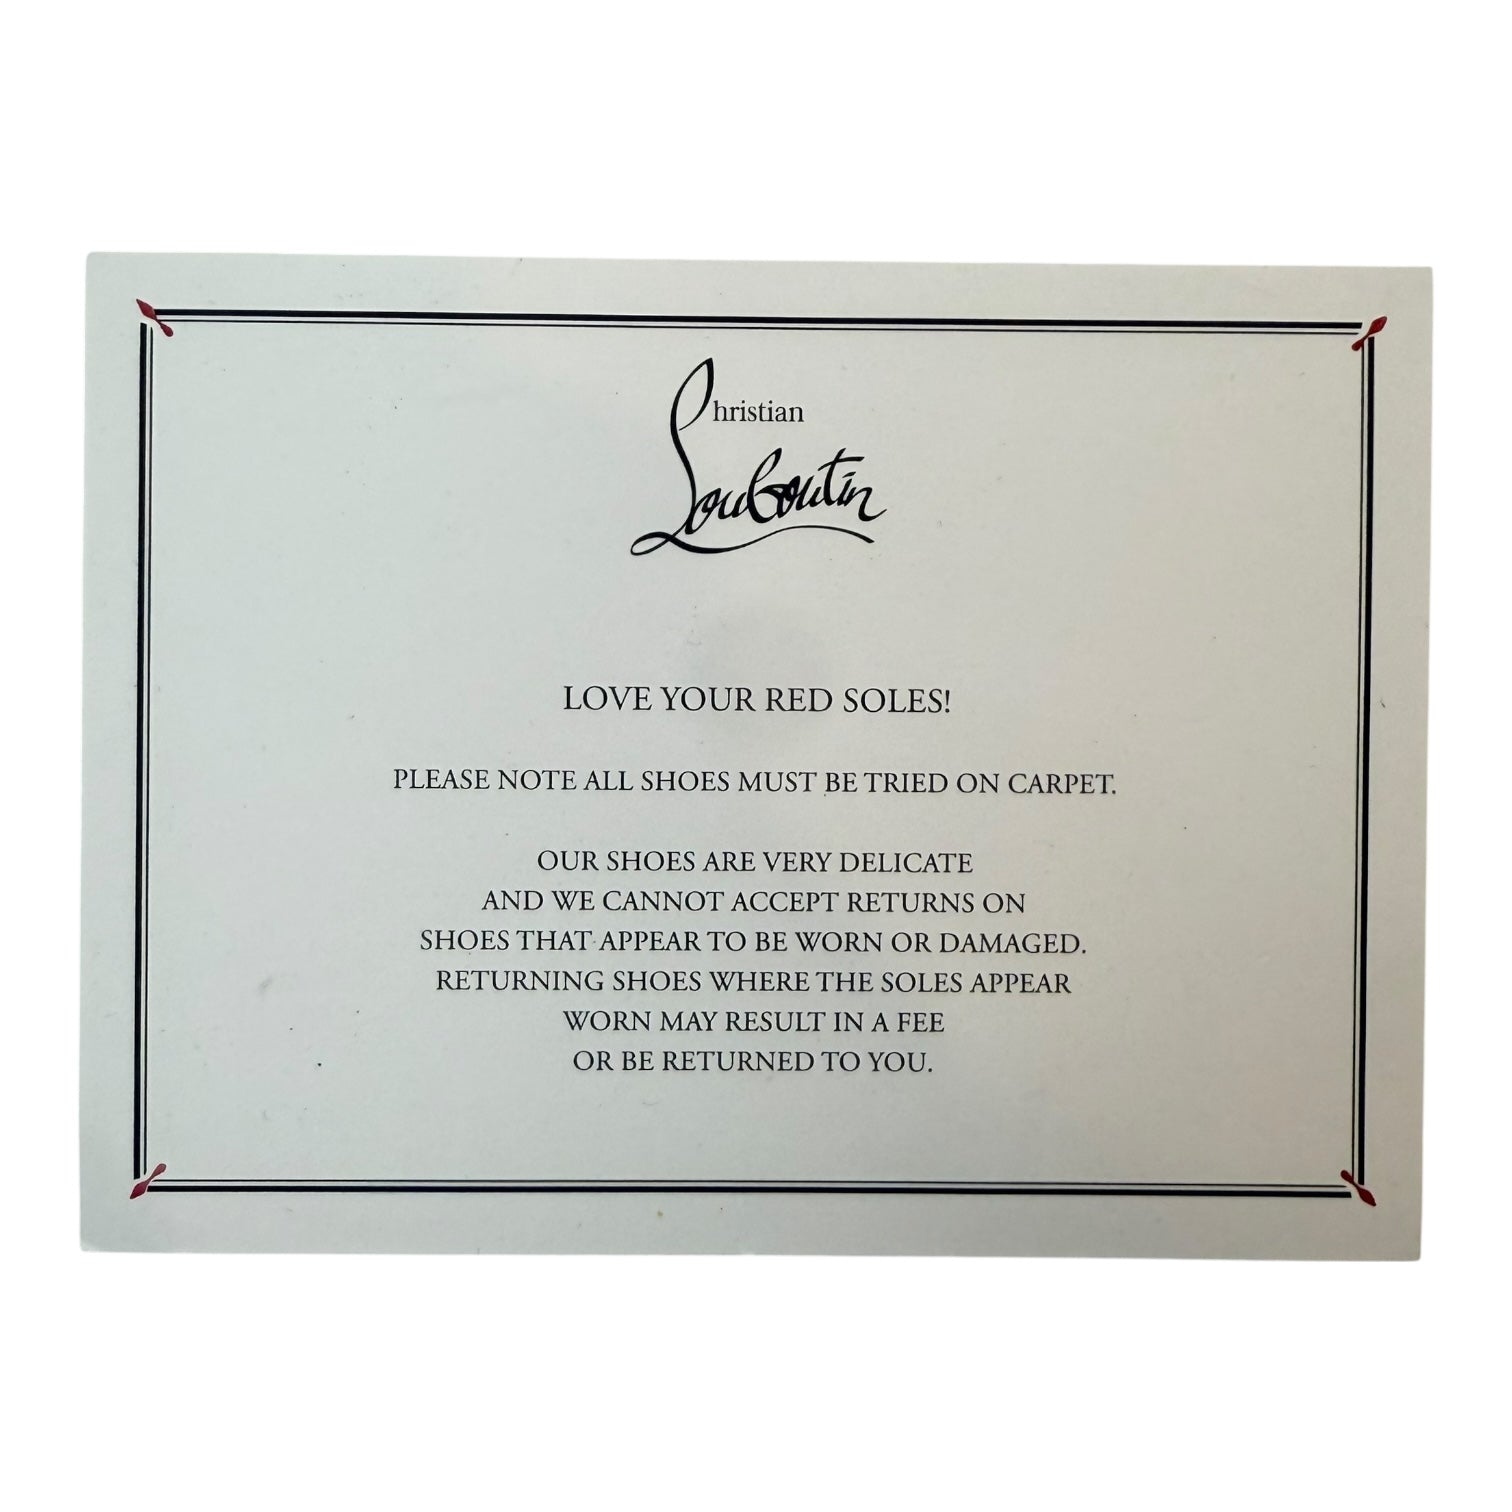 Christian
Louboutin
LOVE YOUR RED SOLES!
PLEASE NOTE ALL SHOES MUST BE TRIED ON CARPET.
OUR SHOES ARE VERY DELICATE
AND WE CANNOT ACCEPT RETURNS ON
SHOES THAT APPEAR TO BE WORN OR DAMAGED.
RETURNING SHOES WHERE THE SOLES APPEAR
WORN MAY RESULT IN A FEE
OR BE RETURNED TO YOU.